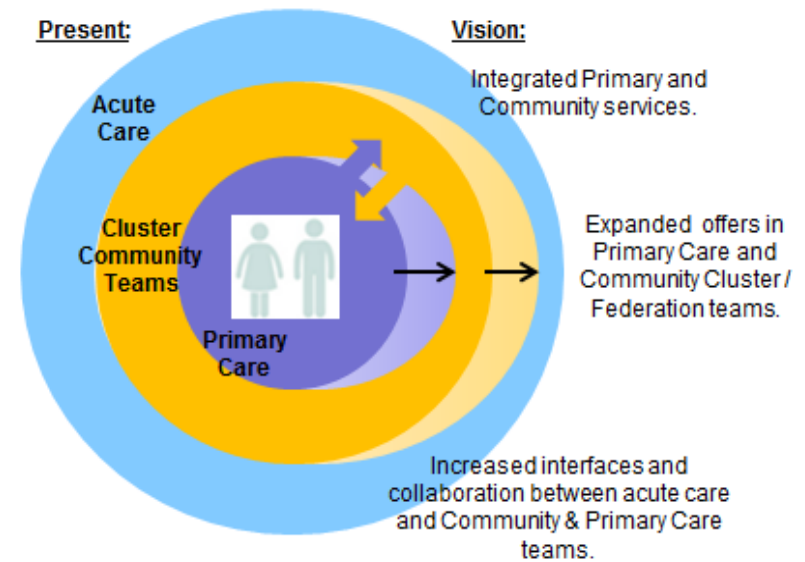 Present:
Vision:
Acute
Care
Cluster
Community
Teams
Primary
Care
Integrated Primary and
Community services.
Expanded offers in
Primary Care and
Community Cluster /
Federation teams.
Increased interfaces and
collaboration between acute care
and Community & Primary Care
teams.